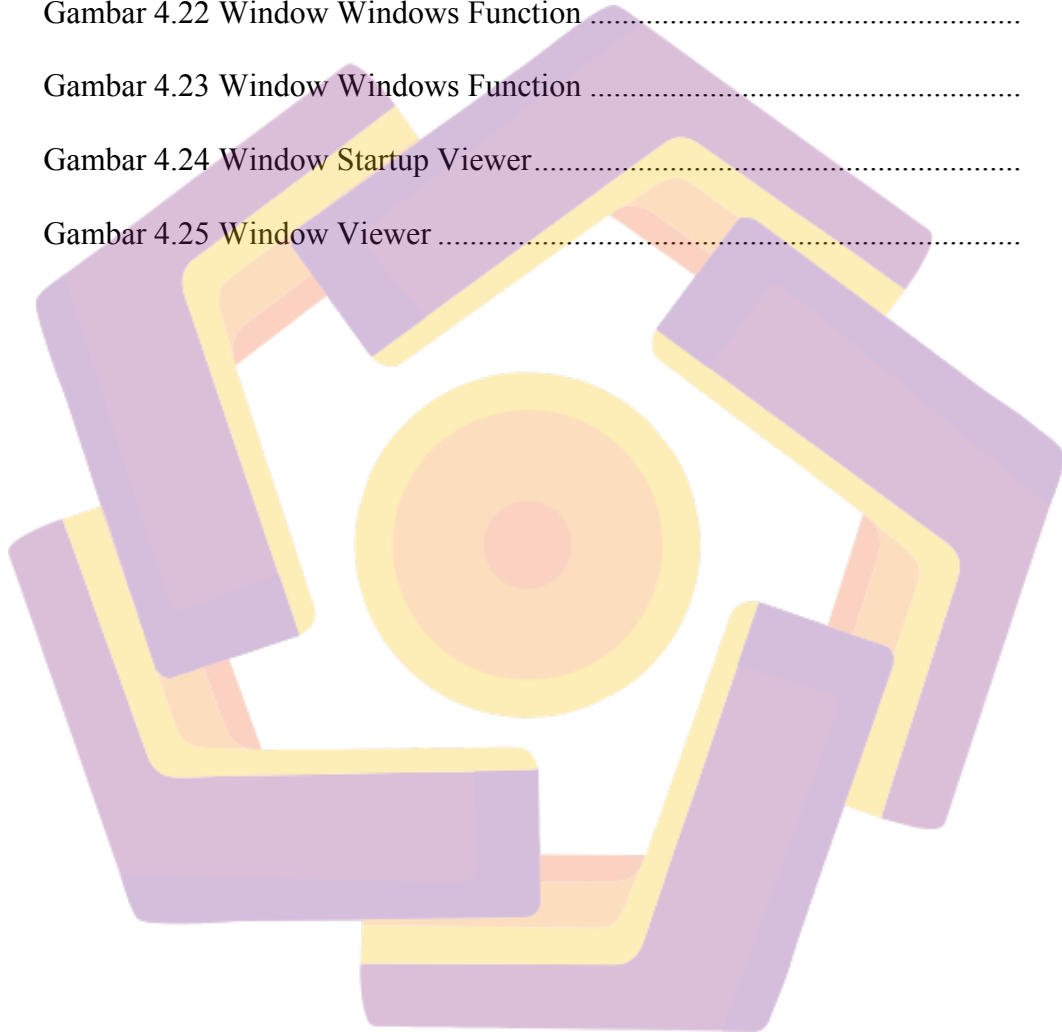 Gambar 4.22 Window Windows Function ......................................................
Gambar 4.23 Window Windows Function ......................................................
Gambar 4.24 Window Startup Viewer.............................................................
Gambar 4.25 Window Viewer .........................................................................